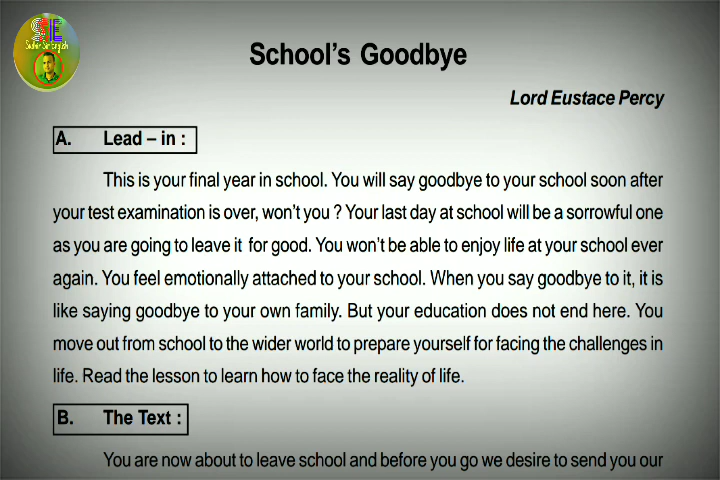 SSE
Sudhir Sir English
School's Goodbye
Lord Eustace Percy
A. Lead – in :
This is your final year in school. You will say goodbye to your school soon after
your test examination is over, won't you ? Your last day at school will be a sorrowful one
as you are going to leave it for good. You won't be able to enjoy life at your school ever
again. You feel emotionally attached to your school. When you say goodbye to it, it is
like saying goodbye to your own family. But your education does not end here. You
move out from school to the wider world to prepare yourself for facing the challenges in
life. Read the lesson to learn how to face the reality of life.
B. The Text :
You are now about to leave school and before you go we desire to send you our